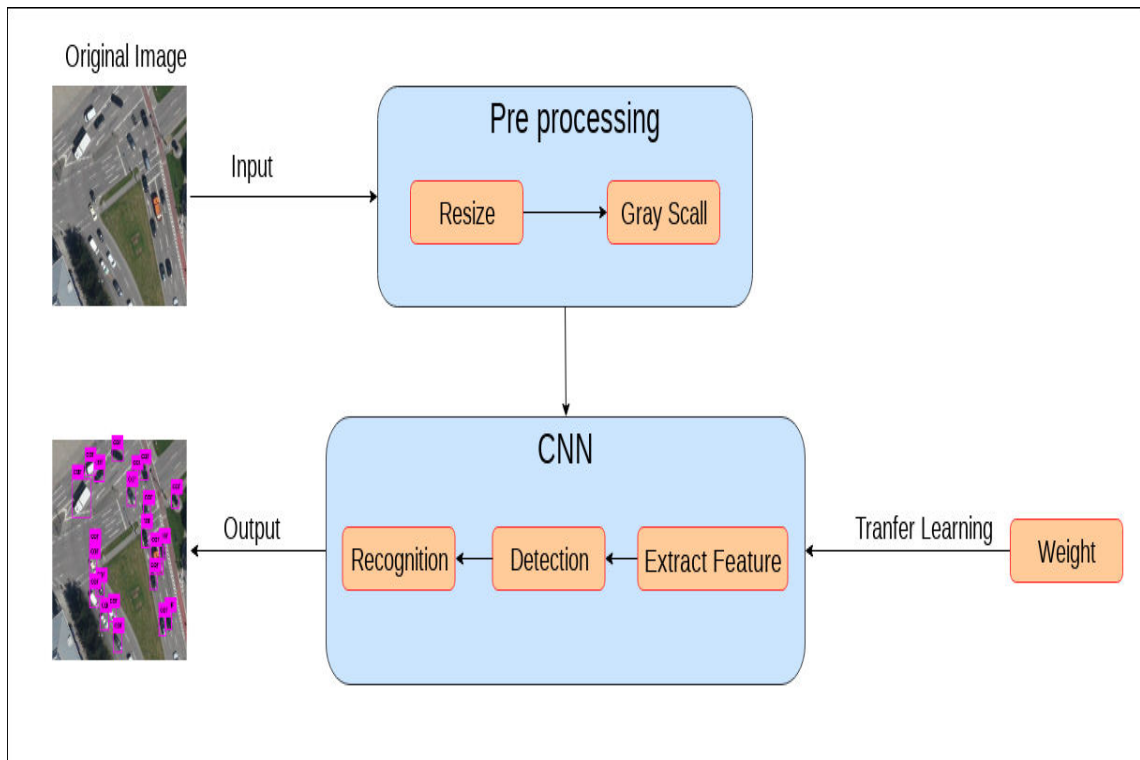 Original Image
Pre processing
Input
Resize
Gray Scall
CNN
Output
Recognition
Detection
Extract Feature
Tranfer Learning
Weight